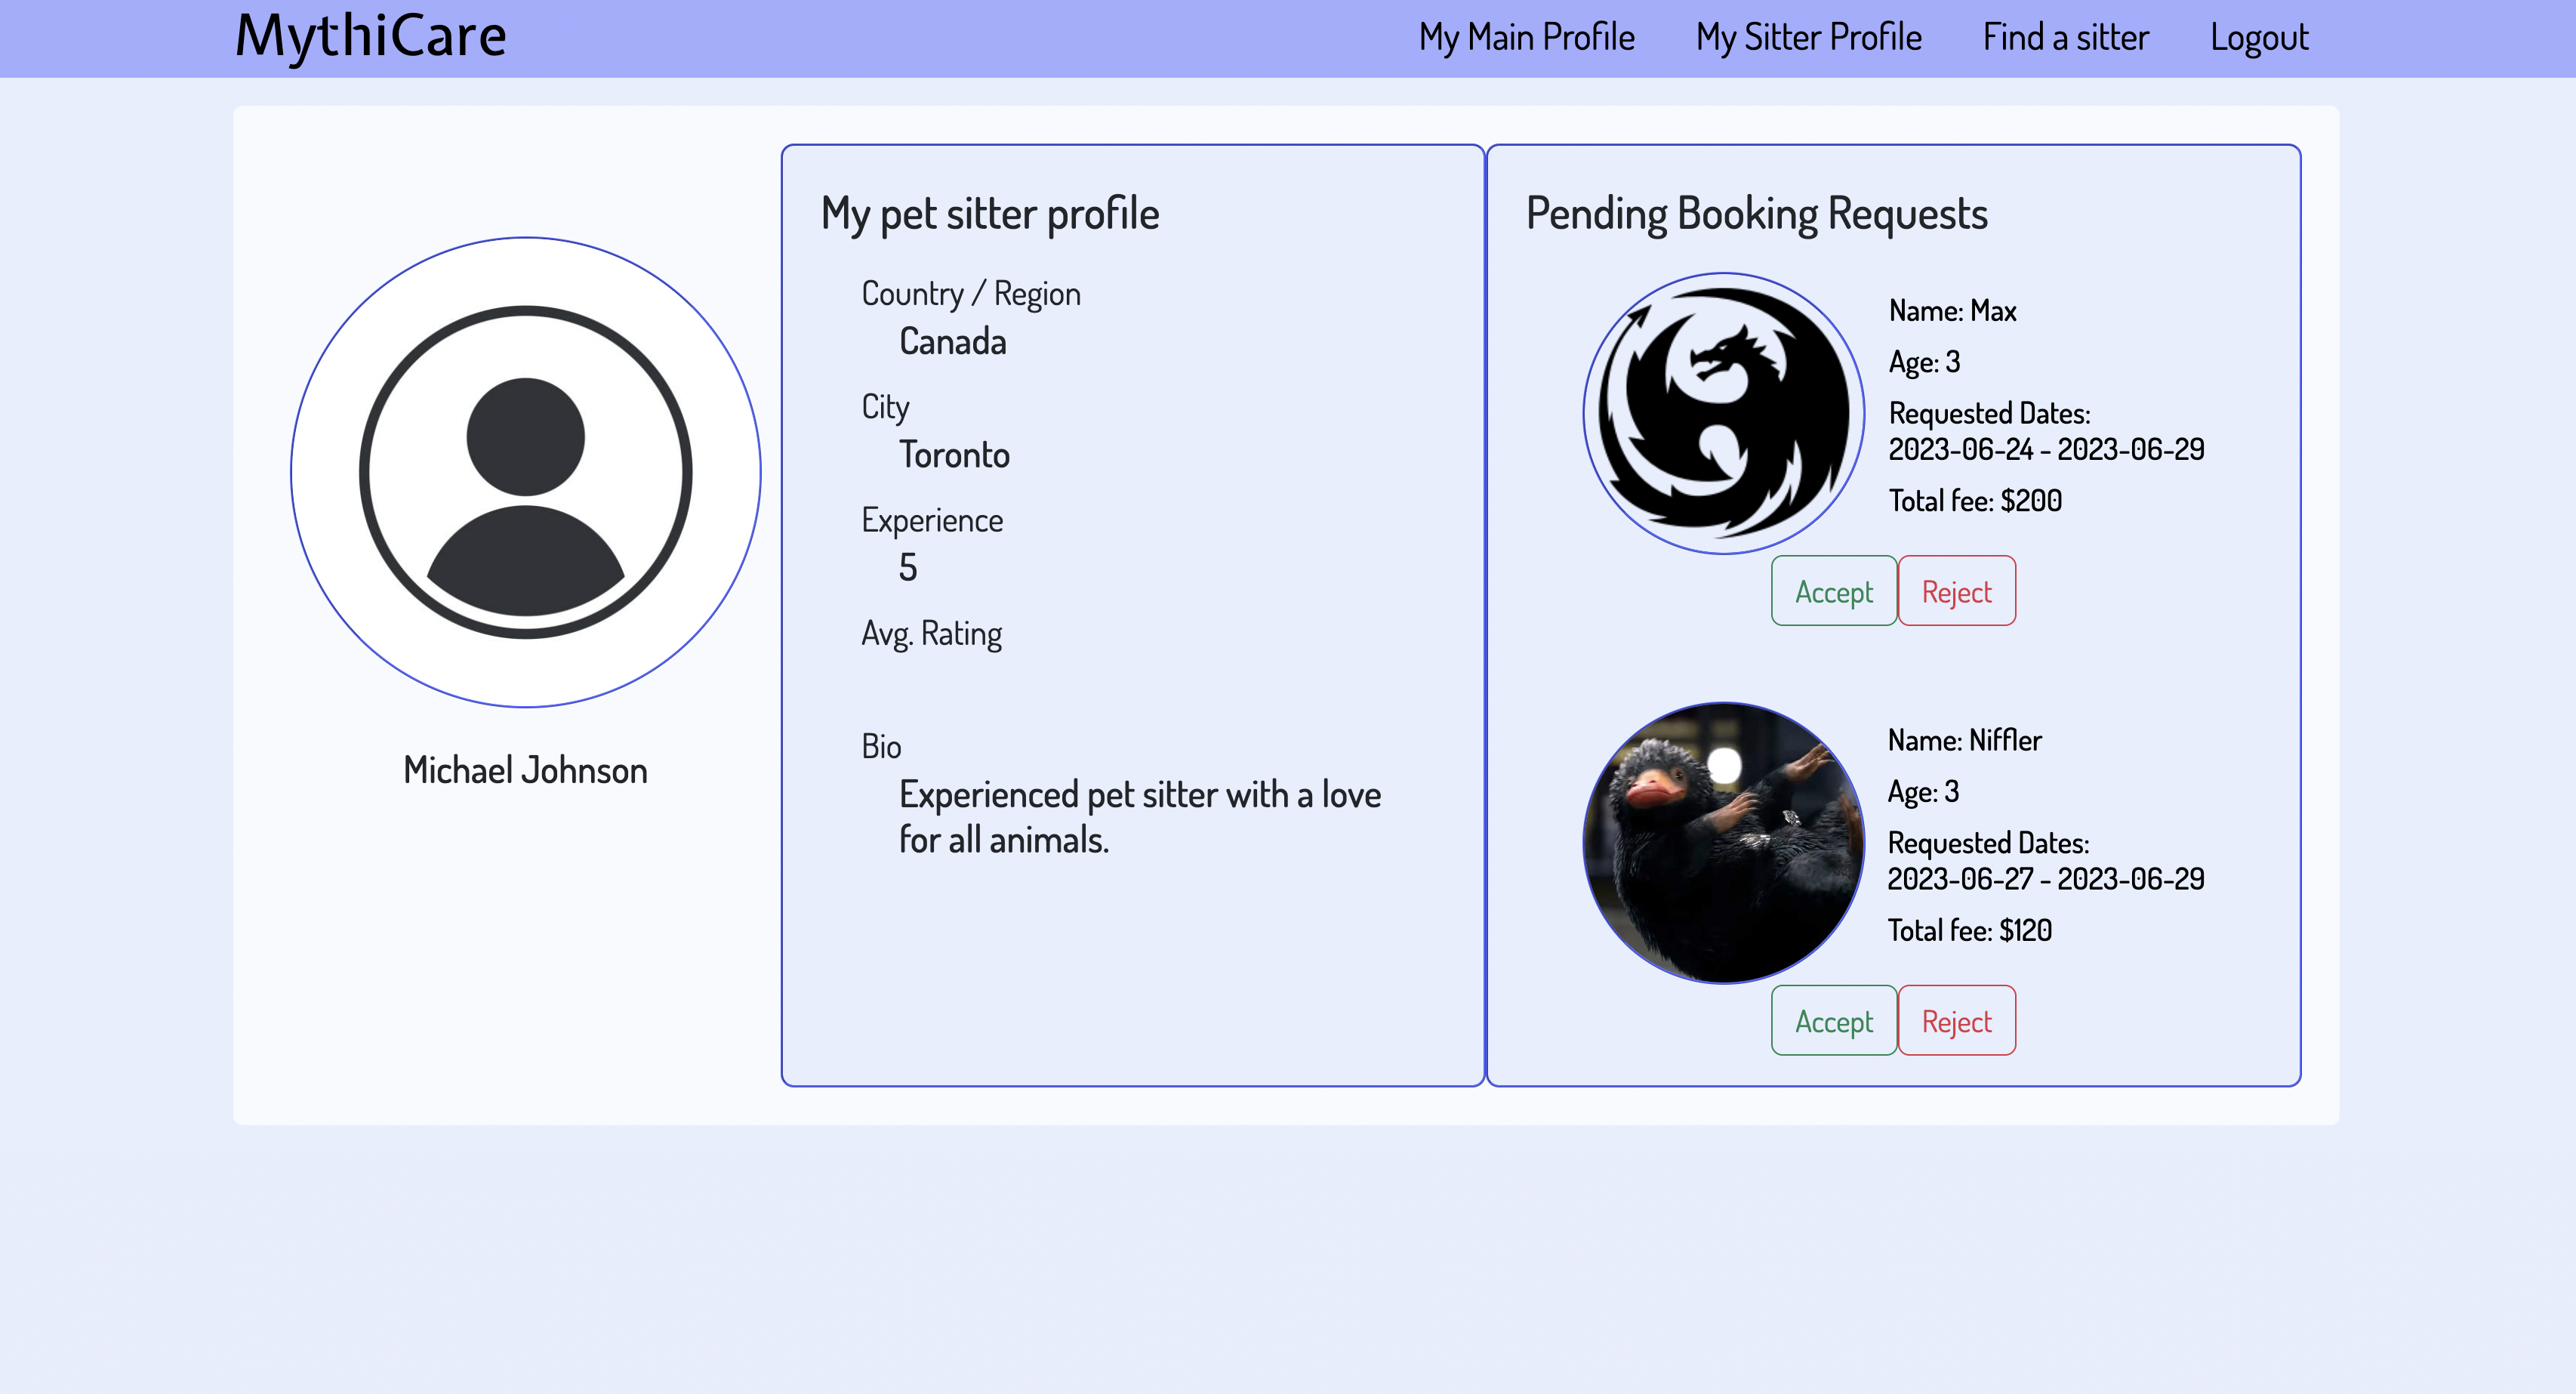 MythiCare
My Main Profile
My Sitter Profile
Find a sitter
Logout
Michael Johnson
My pet sitter profile
Country / Region
Canada
City
Toronto
Experience
5
Avg. Rating
Bio
Experienced pet sitter with a love
for all animals.
Pending Booking Requests
Name: Max
Age: 3
Requested Dates:
2023-06-24 - 2023-06-29
Total fee: $200
Accept
Reject
Name: Niffler
Age: 3
Requested Dates:
2023-06-27 - 2023-06-29
Total fee: $120
Accept
Reject